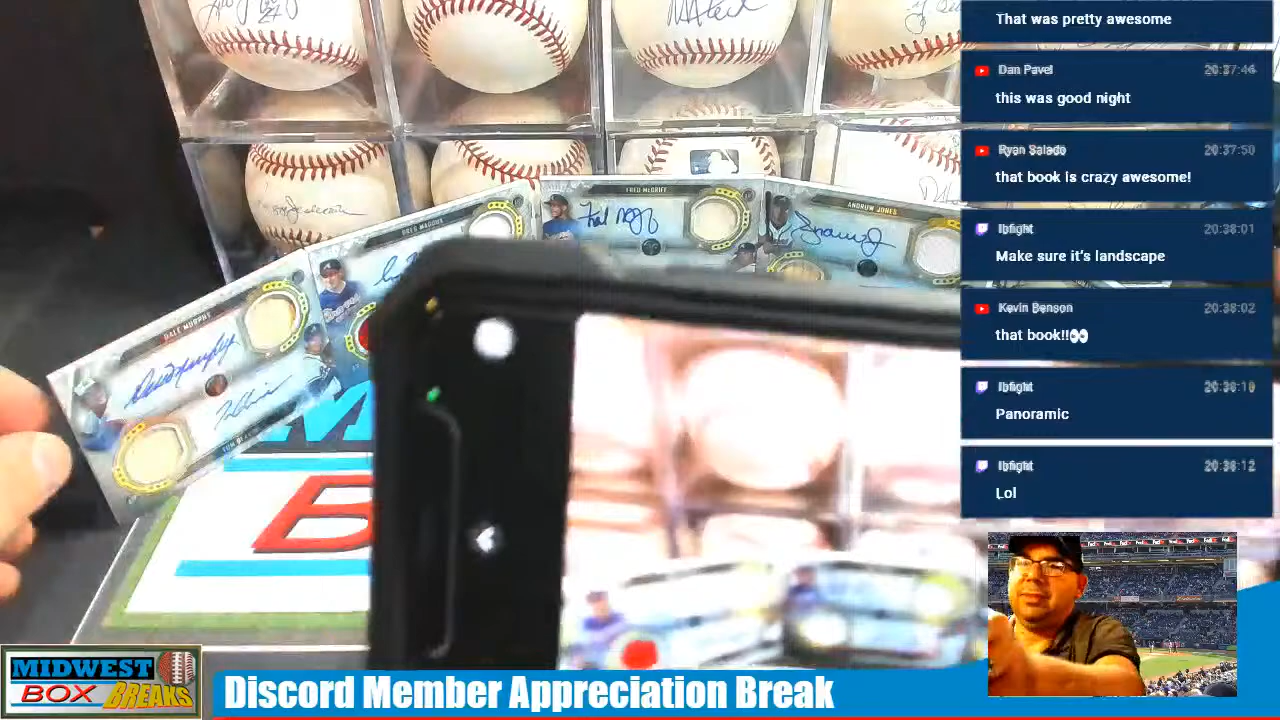 That was pretty awesome
Dan Pavel 20:37:46
this was good night
Ryan Salado 20:37:50
that book is crazy awesome!
Ibfight 20:38:01
Make sure it's landscape
Kevin Benson 20:38:02
that book!!👀
Ibfight 20:38:10
Panoramic
Ibfight 20:38:12
Lol
FRED MCGRIFF
ANDRUW JONES
GREG MADDUX
DALE MURPHY
B
MIDWEST
BOX BREAKS
Discord Member Appreciation Break